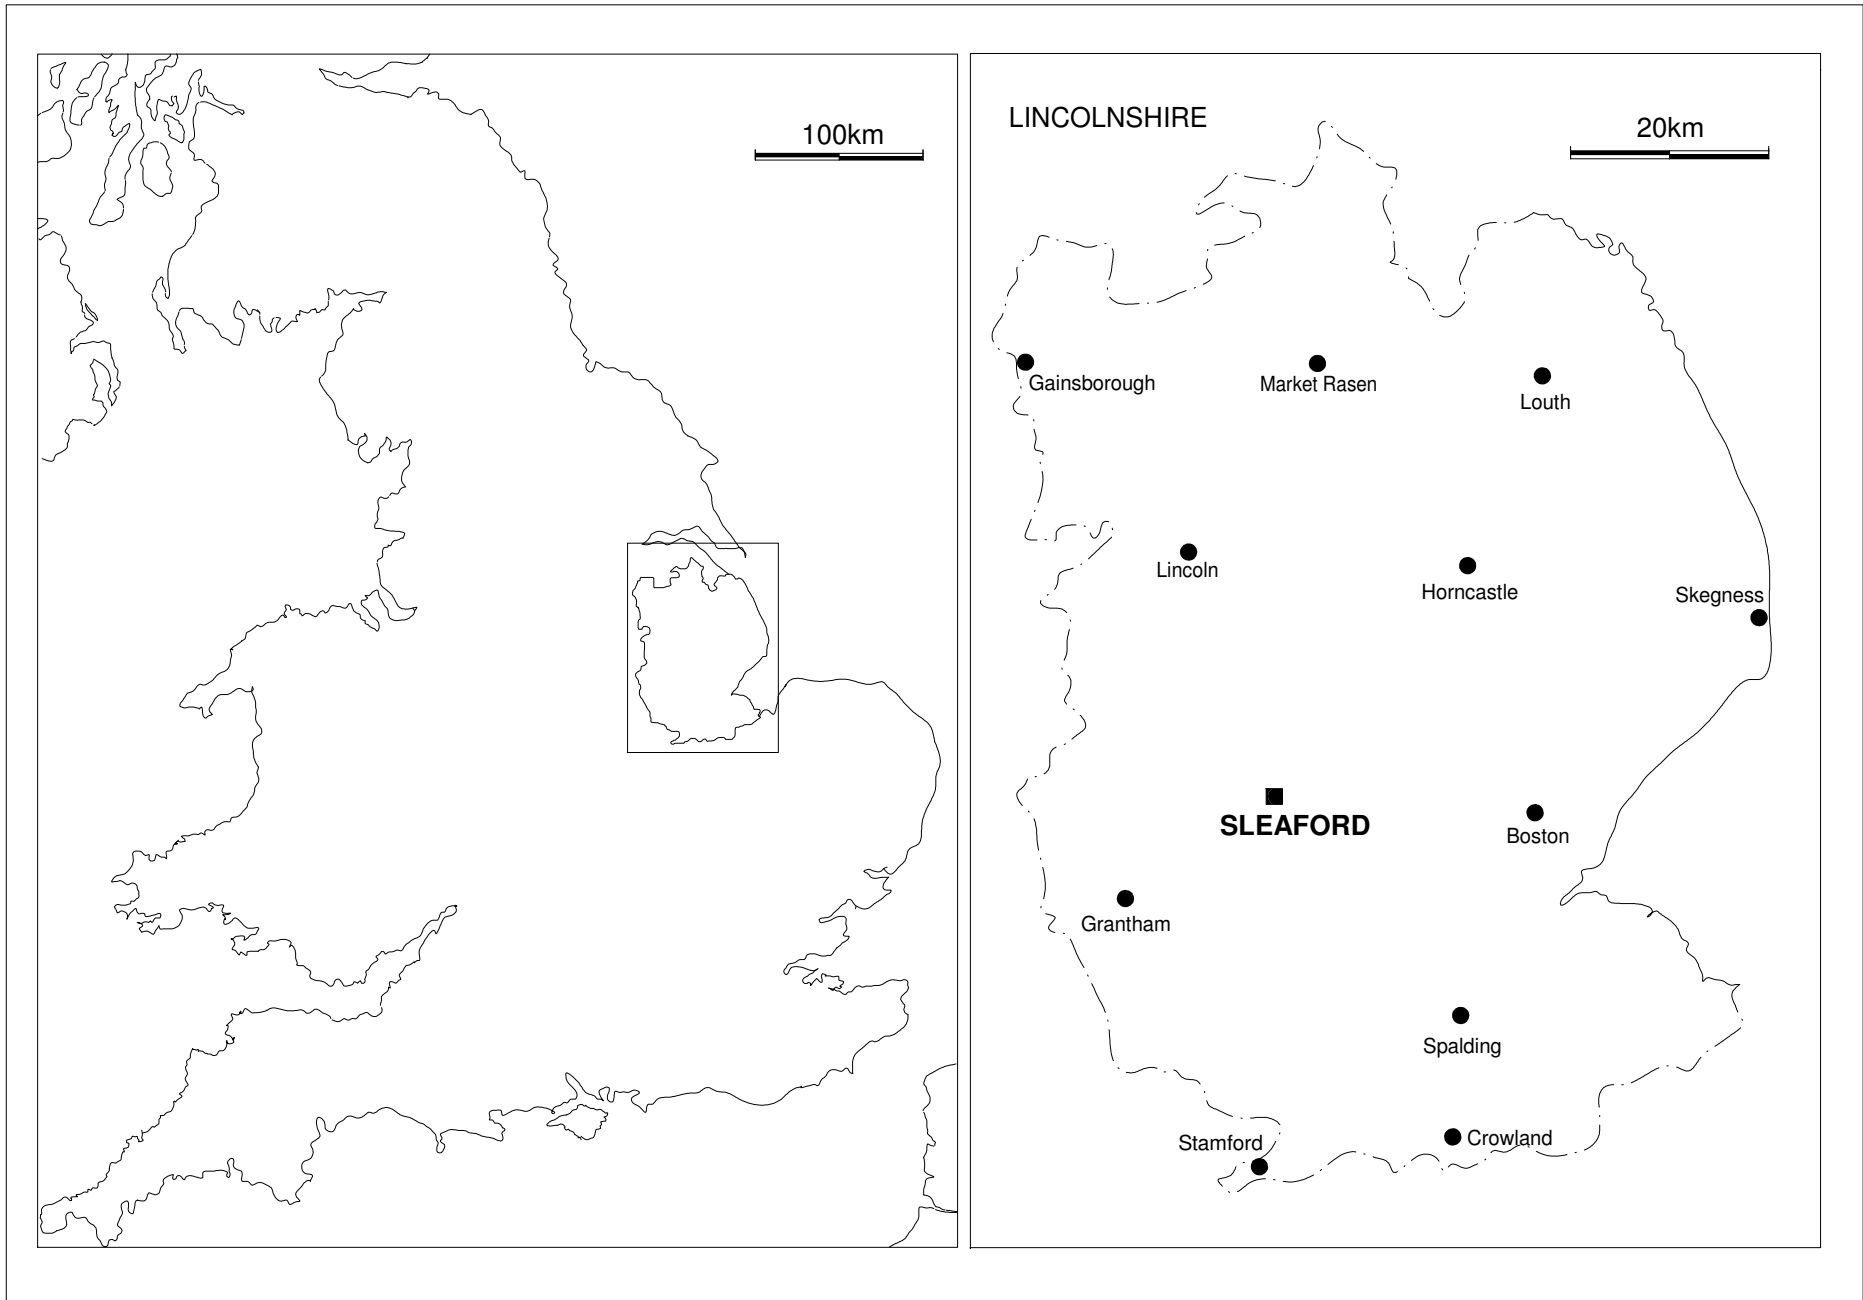 100km
LINCOLNSHIRE
20km
Gainsborough
Market Rasen
Louth
Lincoln
Horncastle
Skegness
SLEAFORD
Boston
Grantham
Spalding
Stamford
Crowland